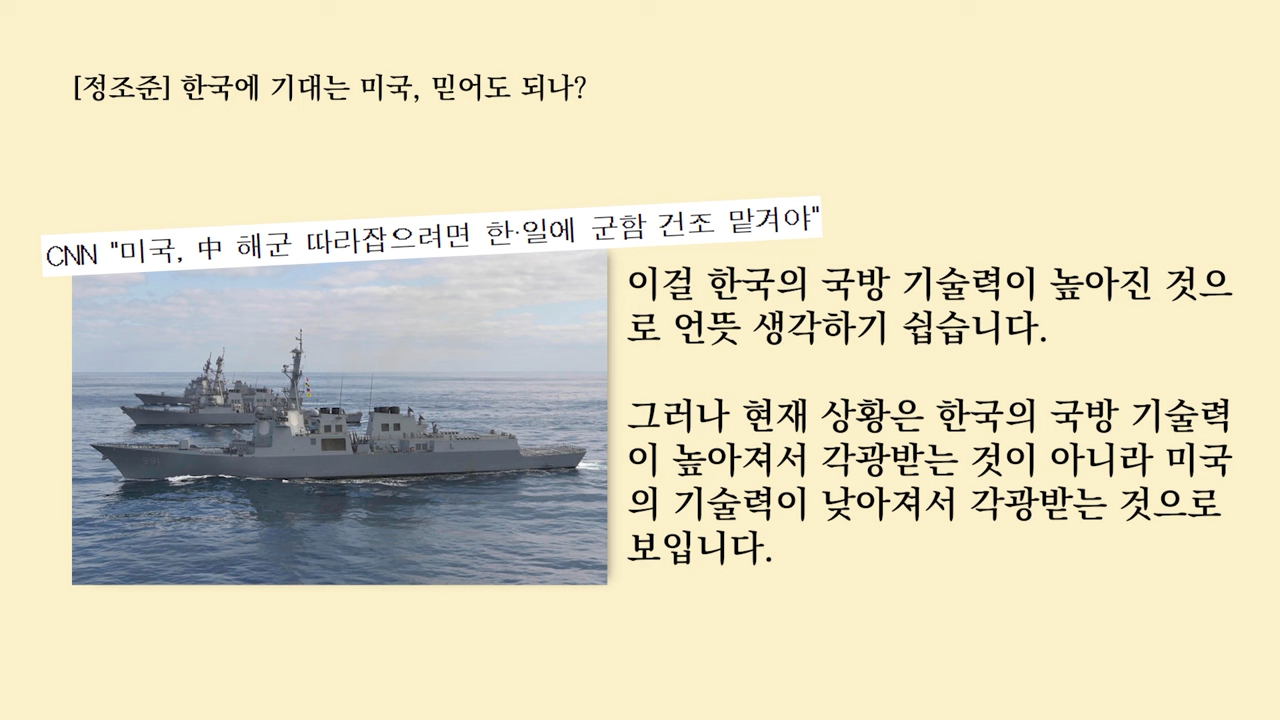 [정조준] 한국에 기대는 미국, 믿어도 되나?
CNN "미국, 中 해군 따라잡으려면 한·일에 군함 건조 맡겨야"
이걸 한국의 국방 기술력이 높아진 것으
로 언뜻 생각하기 쉽습니다.
그러나 현재 상황은 한국의 국방 기술력
이 높아져서 각광받는 것이 아니라 미국
의 기술력이 낮아져서 각광받는 것으로
보입니다.
991